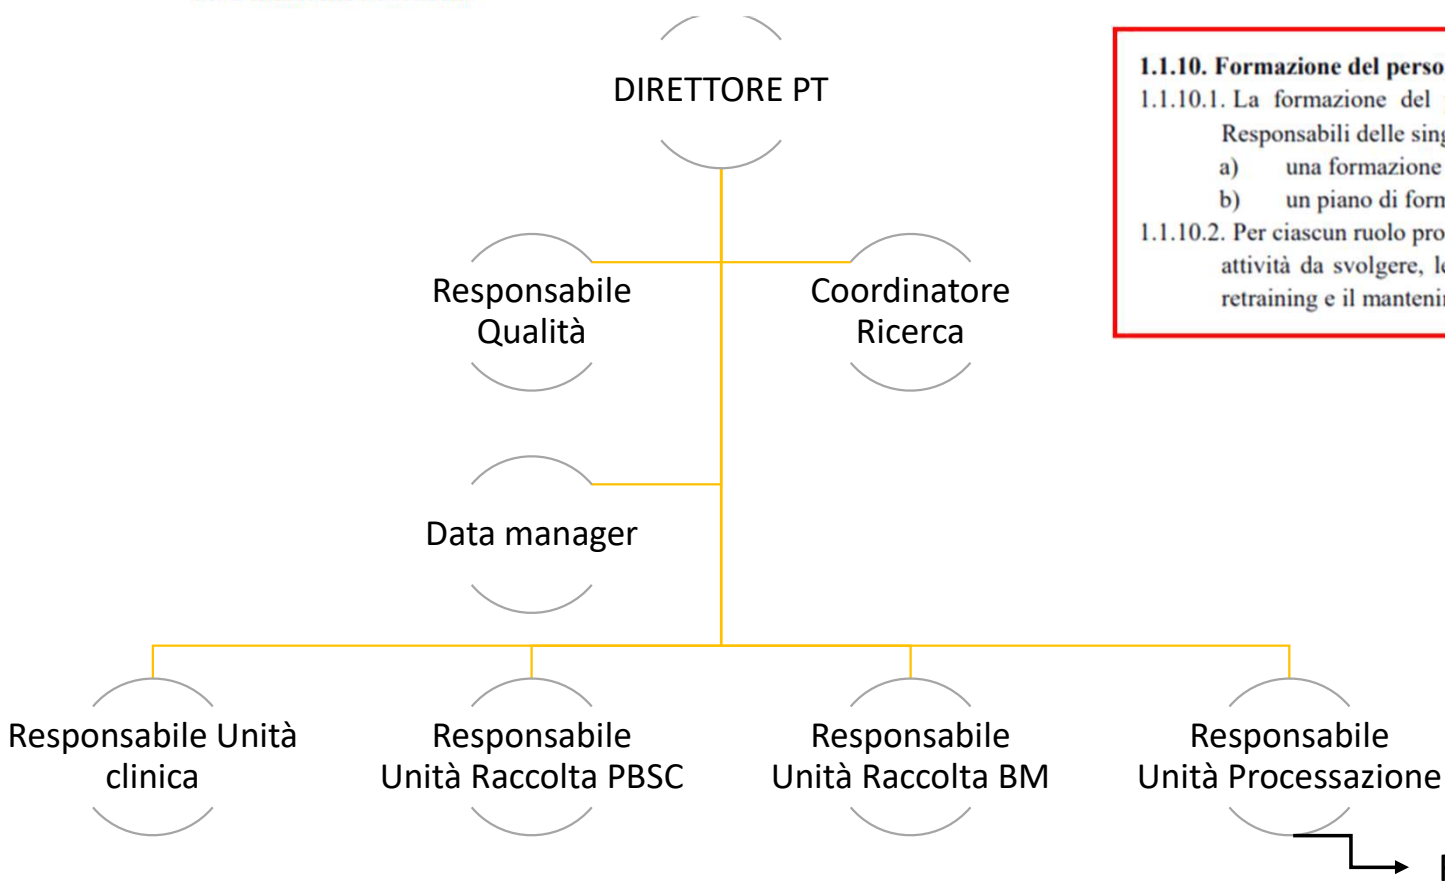 DIRETTORE PT
1.1.10. Formazione del perso
1.1.10.1. La formazione del
Responsabili delle sing
a) una formazione
b) un piano di form
1.1.10.2. Per ciascun ruolo pro
attività da svolgere, le
retraining e il mantenin
Responsabile
Qualità
Coordinatore
Ricerca
Data manager
Responsabile Unità
clinica
Responsabile
Unità Raccolta PBSC
Responsabile
Unità Raccolta BM
Responsabile
Unità Processazione